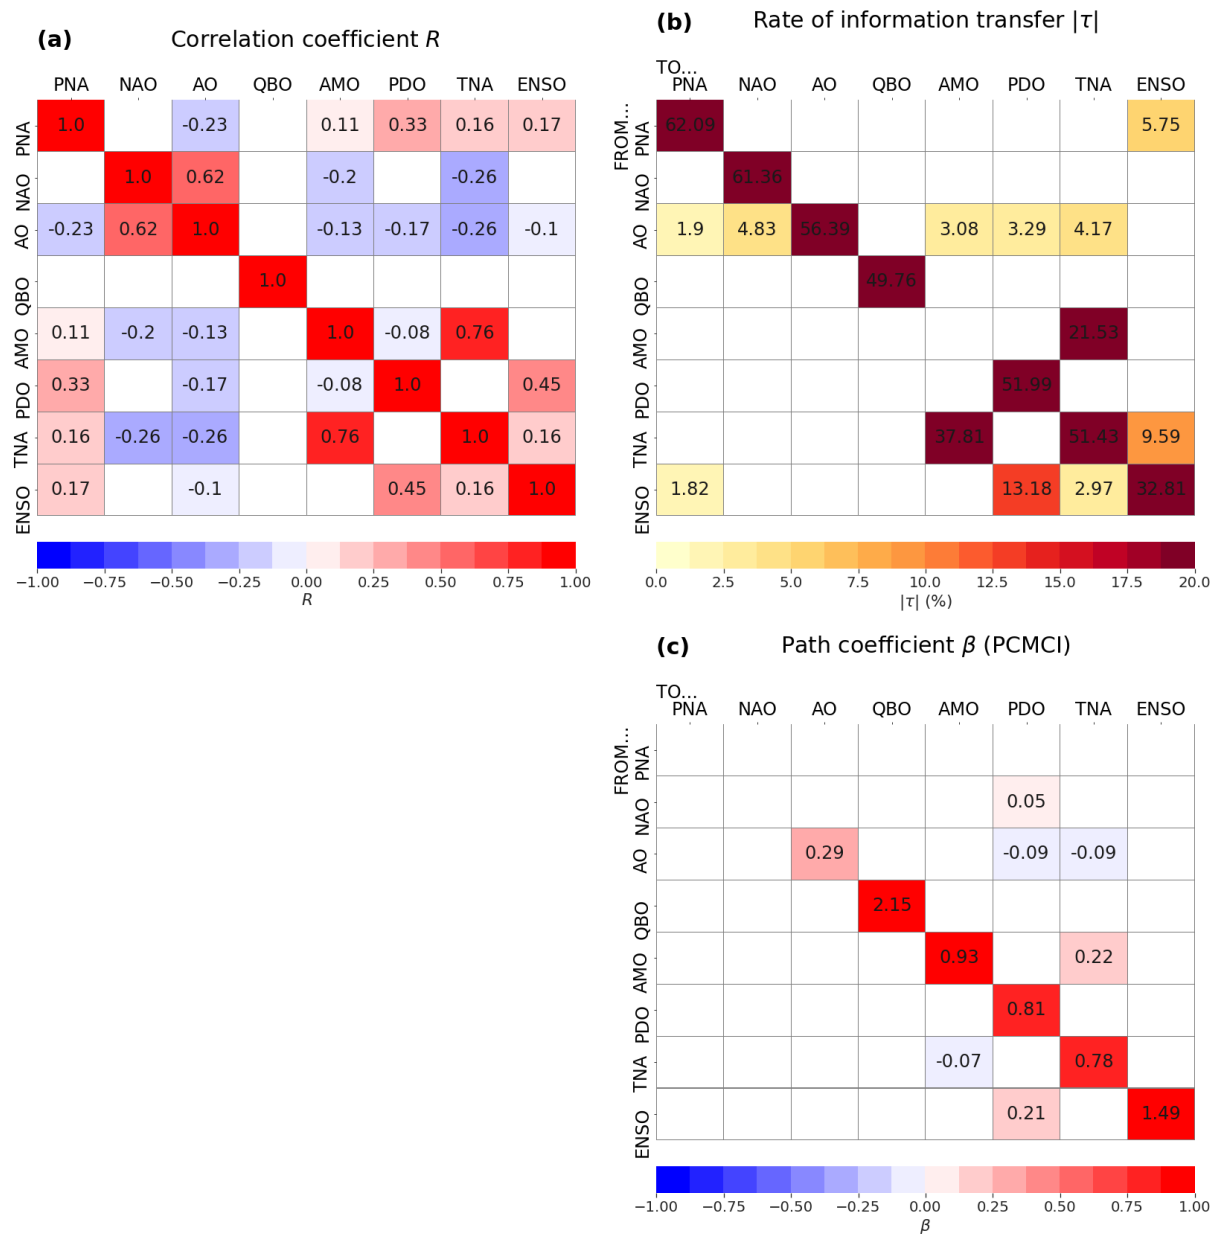 (a) Correlation coefficient R
PNA NAO AO QBO AMO PDO TNA ENSO
PNA 1.0 -0.23 0.11 0.33 0.16 0.17
NAO 1.0 0.62 -0.2 -0.26
AO -0.23 0.62 1.0 -0.13 -0.17 -0.26 -0.1
QBO 1.0
AMO 0.11 -0.2 -0.13 1.0 -0.08 0.76
PDO 0.33 -0.17 -0.08 1.0 0.45
TNA 0.16 -0.26 -0.26 0.76 1.0 0.16
ENSO 0.17 -0.1 0.45 0.16 1.0
−1.00 −0.75 −0.50 −0.25 0.00 0.25 0.50 0.75 1.00
R
(b) Rate of information transfer |τ|
TO...
PNA NAO AO QBO AMO PDO TNA ENSO
FROM...
PNA 62.09 5.75
NAO 61.36
AO 1.9 4.83 56.39 3.08 3.29 4.17
QBO 49.76
AMO 21.53
PDO 51.99
TNA 37.81 51.43 9.59
ENSO 1.82 13.18 2.97 32.81
0.0 2.5 5.0 7.5 10.0 12.5 15.0 17.5 20.0
|τ| (%)
(c) Path coefficient β (PCMCI)
TO...
PNA NAO AO QBO AMO PDO TNA ENSO
FROM...
PNA
NAO 0.05
AO 0.29 -0.09 -0.09
QBO 2.15
AMO 0.93 0.22
PDO 0.81
TNA -0.07 0.78
ENSO 0.21 1.49
−1.00 −0.75 −0.50 −0.25 0.00 0.25 0.50 0.75 1.00
β